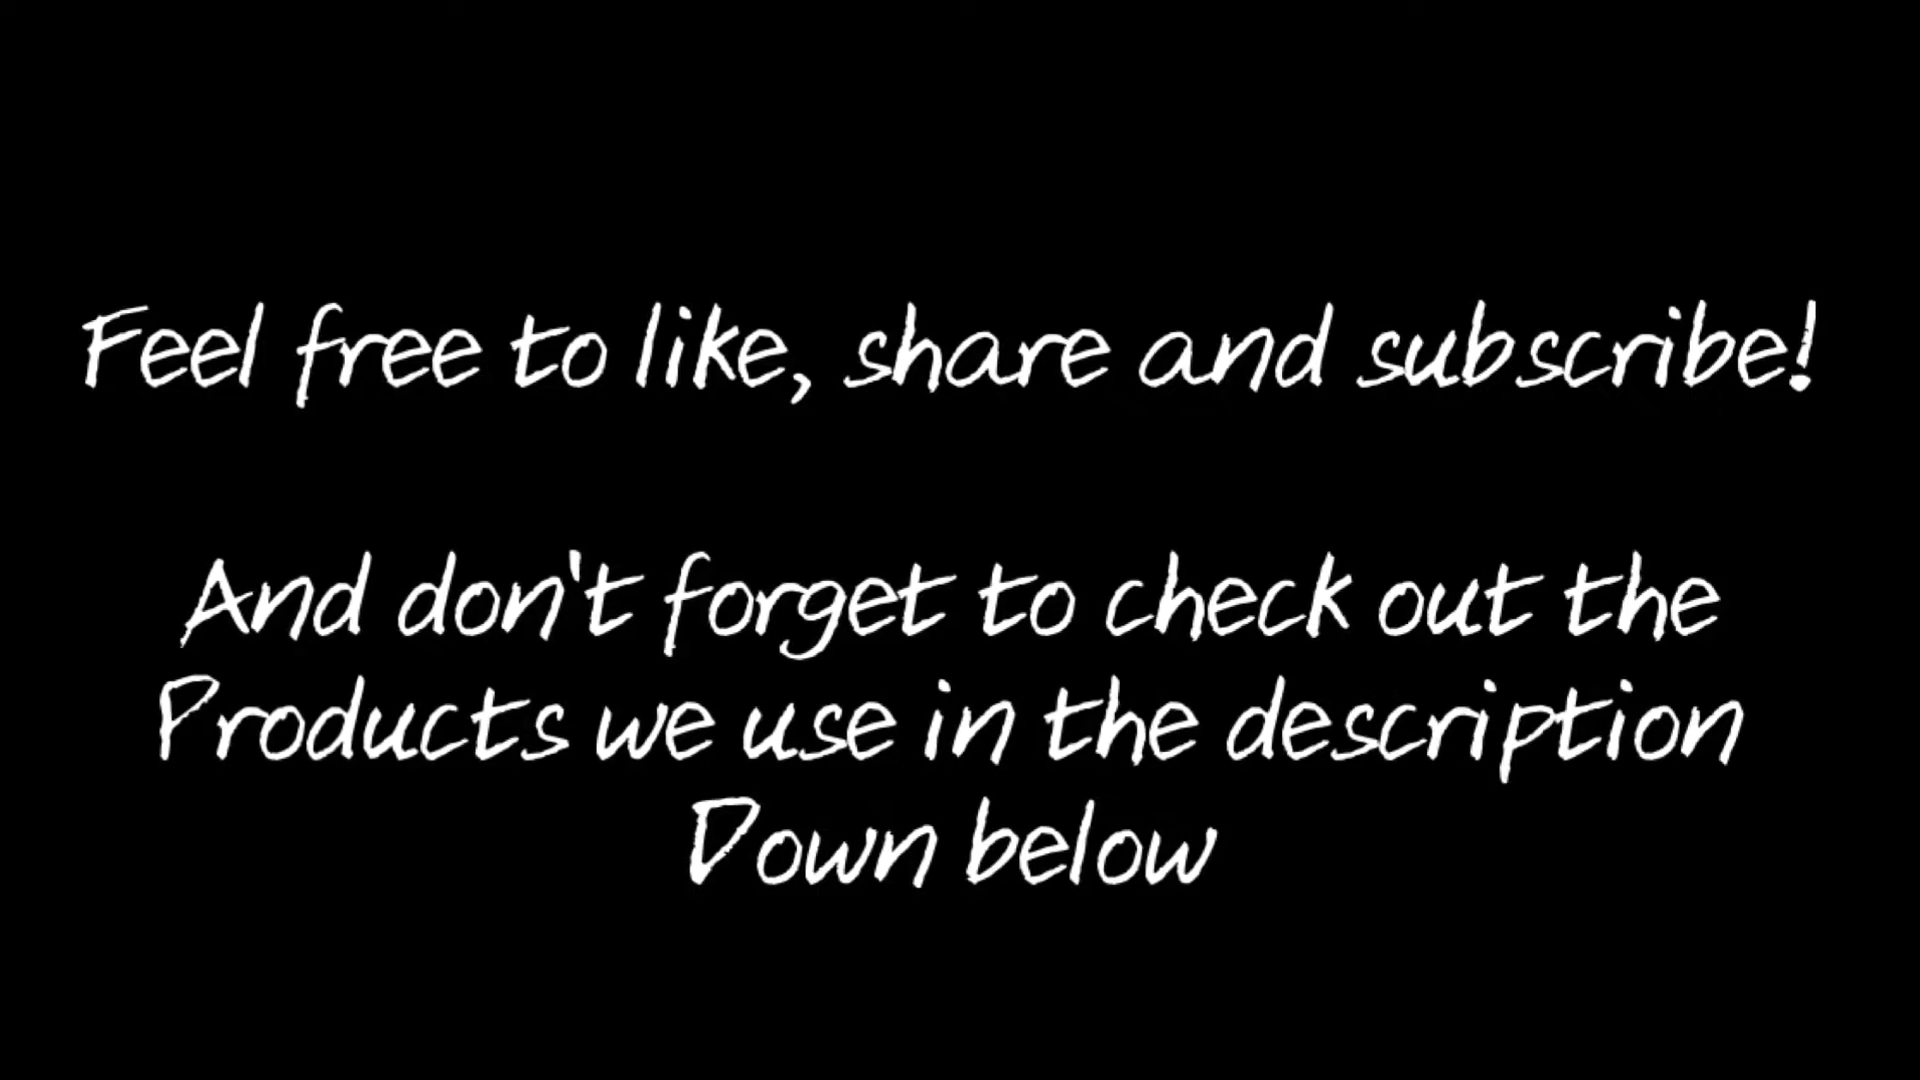 Feel free to like, share and subscribe!
And don't forget to check out the
Products we use in the description
Down below